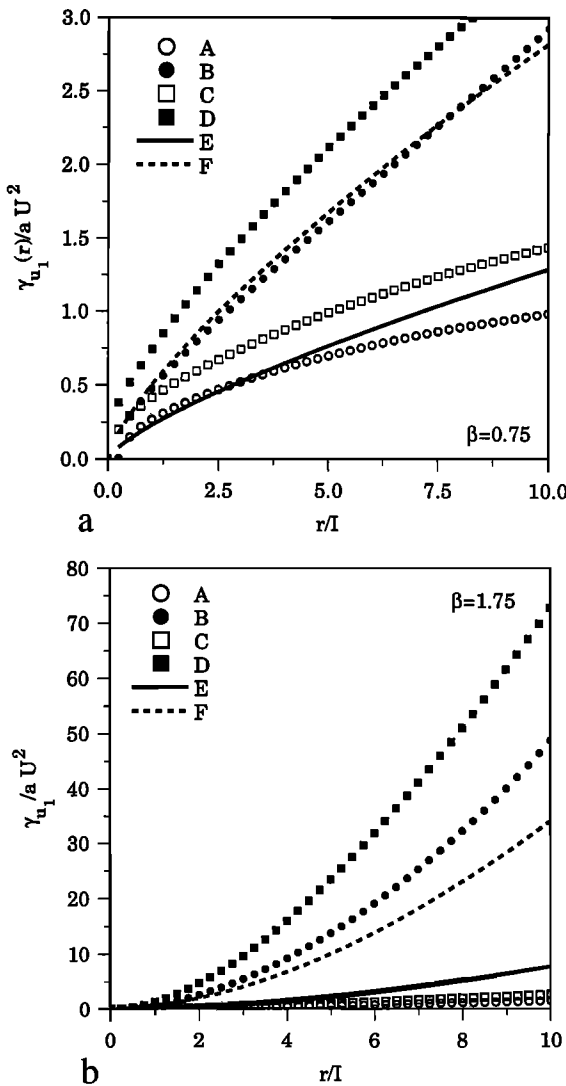 3.0
2.5
2.0
1.5
1.0
0.5
0.0
γu1(r)/a U²
A
B
C
D
E
F
β=0.75
0.0 2.5 5.0 7.5 10.0
r/I
a
80
70
60
50
40
30
20
10
0
γu1/a U²
A
B
C
D
E
F
β=1.75
0 2 4 6 8 10
r/I
b